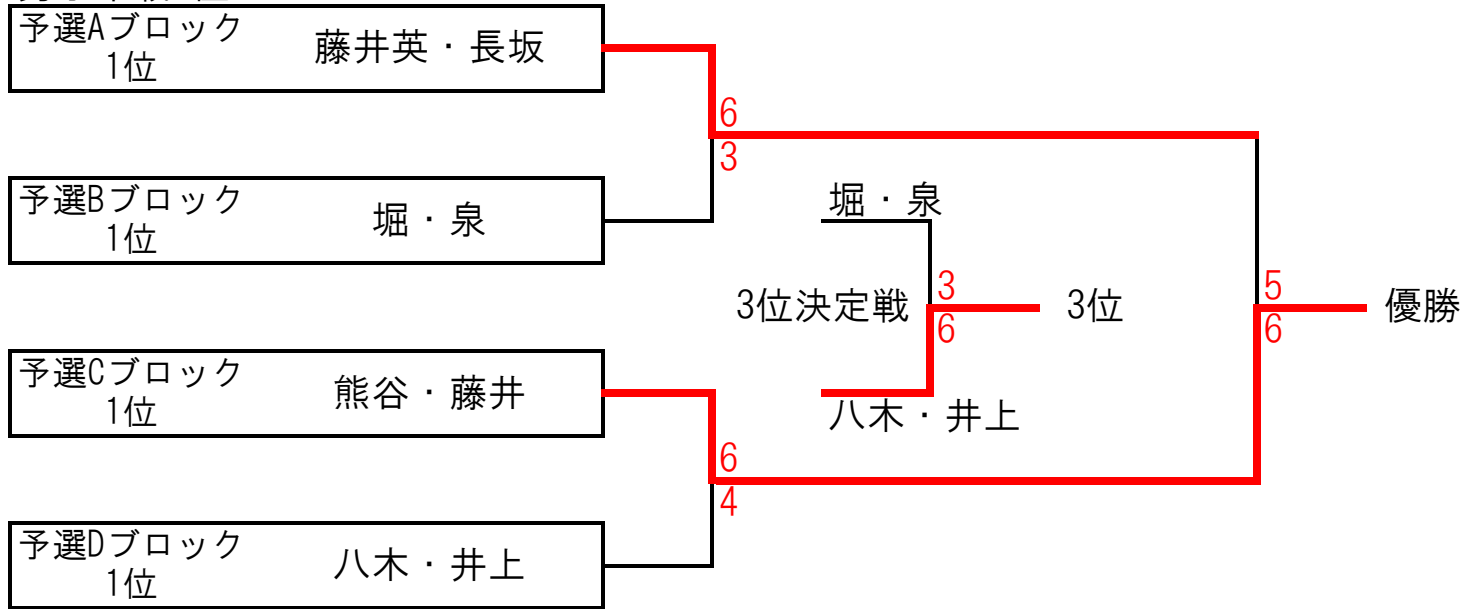 予選Aブロック
1位
藤井英・長坂
6
3
予選Bブロック
1位
堀・泉
堀・泉
3位決定戦
3
6
3位
5
6
優勝
予選Cブロック
1位
熊谷・藤井
八木・井上
6
4
予選Dブロック
1位
八木・井上